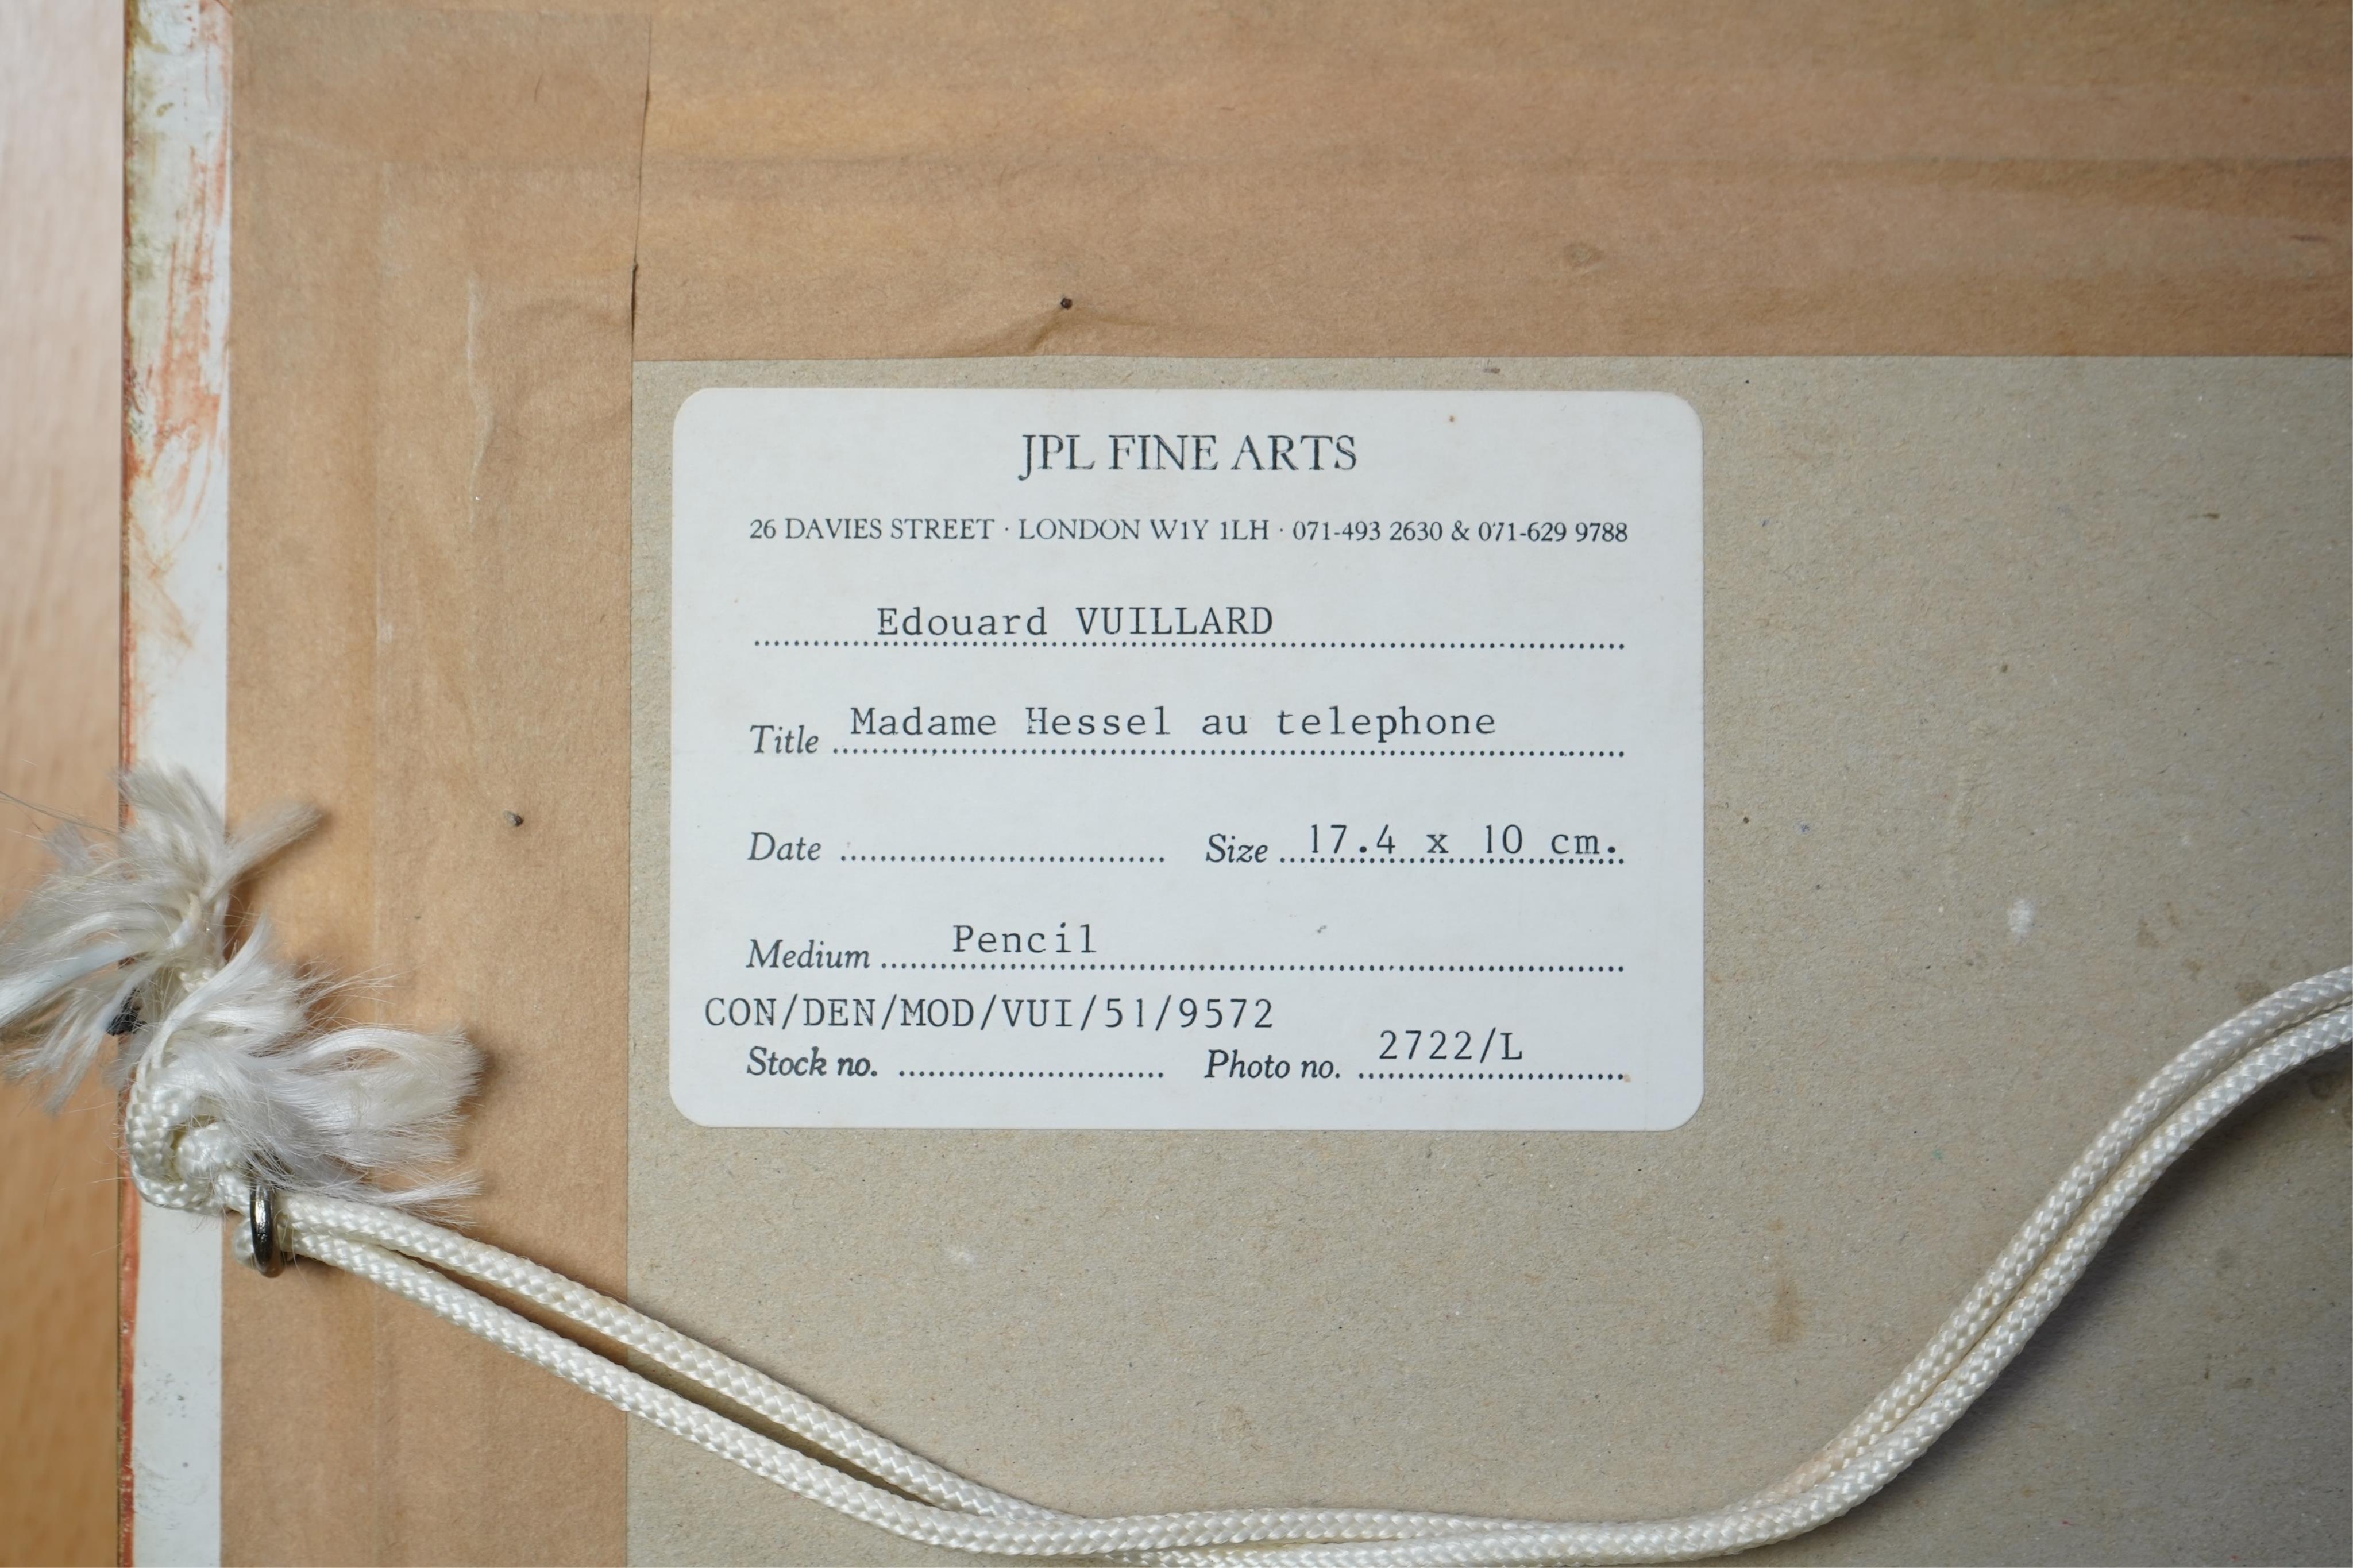 JPL FINE ARTS
26 DAVIES STREET · LONDON W1Y 1LH · 071-493 2630 & 071-629 9788
Edouard VUILLARD
Title Madame Hessel au telephone
Date Size 17.4 x 10 cm.
Medium Pencil
CON/DEN/MOD/VUI/51/9572
Stock no. Photo no. 2722/L